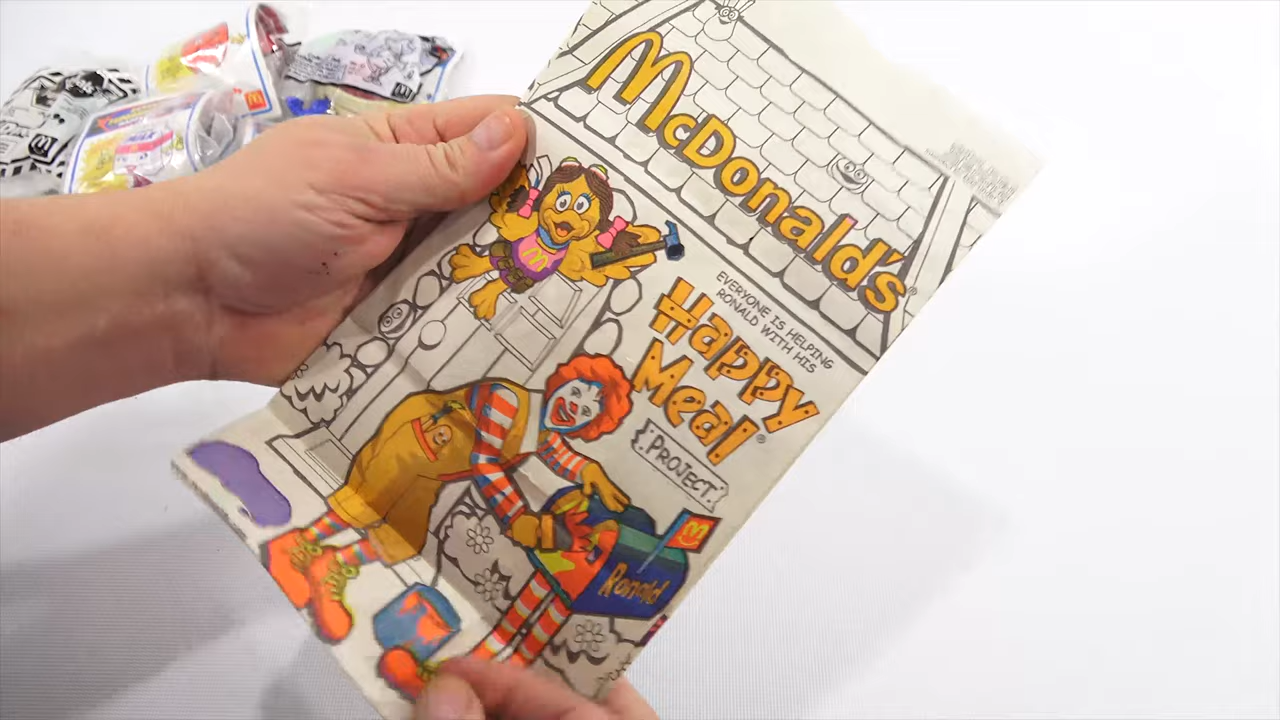 McDonald's®
EVERYONE IS HELPING
RONALD WITH HIS
Happy
Meal®
PROJECT
Ronald